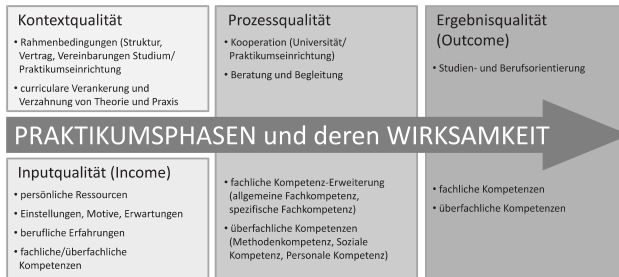 Kontextqualität
• Rahmenbedingungen (Struktur,
Vertrag, Vereinbarungen Studium/
Praktikumseinrichtung
• curriculare Verankerung und
Verzahnung von Theorie und Praxis
Prozessqualität
• Kooperation (Universität/
Praktikumseinrichtung)
• Beratung und Begleitung
Ergebnisqualität
(Outcome)
• Studien- und Berufsorientierung
PRAKTIKUMSPHASEN und deren WIRKSAMKEIT
Inputqualität (Income)
• persönliche Ressourcen
• Einstellungen, Motive, Erwartungen
• berufliche Erfahrungen
• fachliche/überfachliche
Kompetenzen
• fachliche Kompetenz-Erweiterung
(allgemeine Fachkompetenz,
spezifische Fachkompetenz)
• überfachliche Kompetenzen
(Methodenkompetenz, Soziale
Kompetenz, Personale Kompetenz)
• fachliche Kompetenzen
• überfachliche Kompetenzen